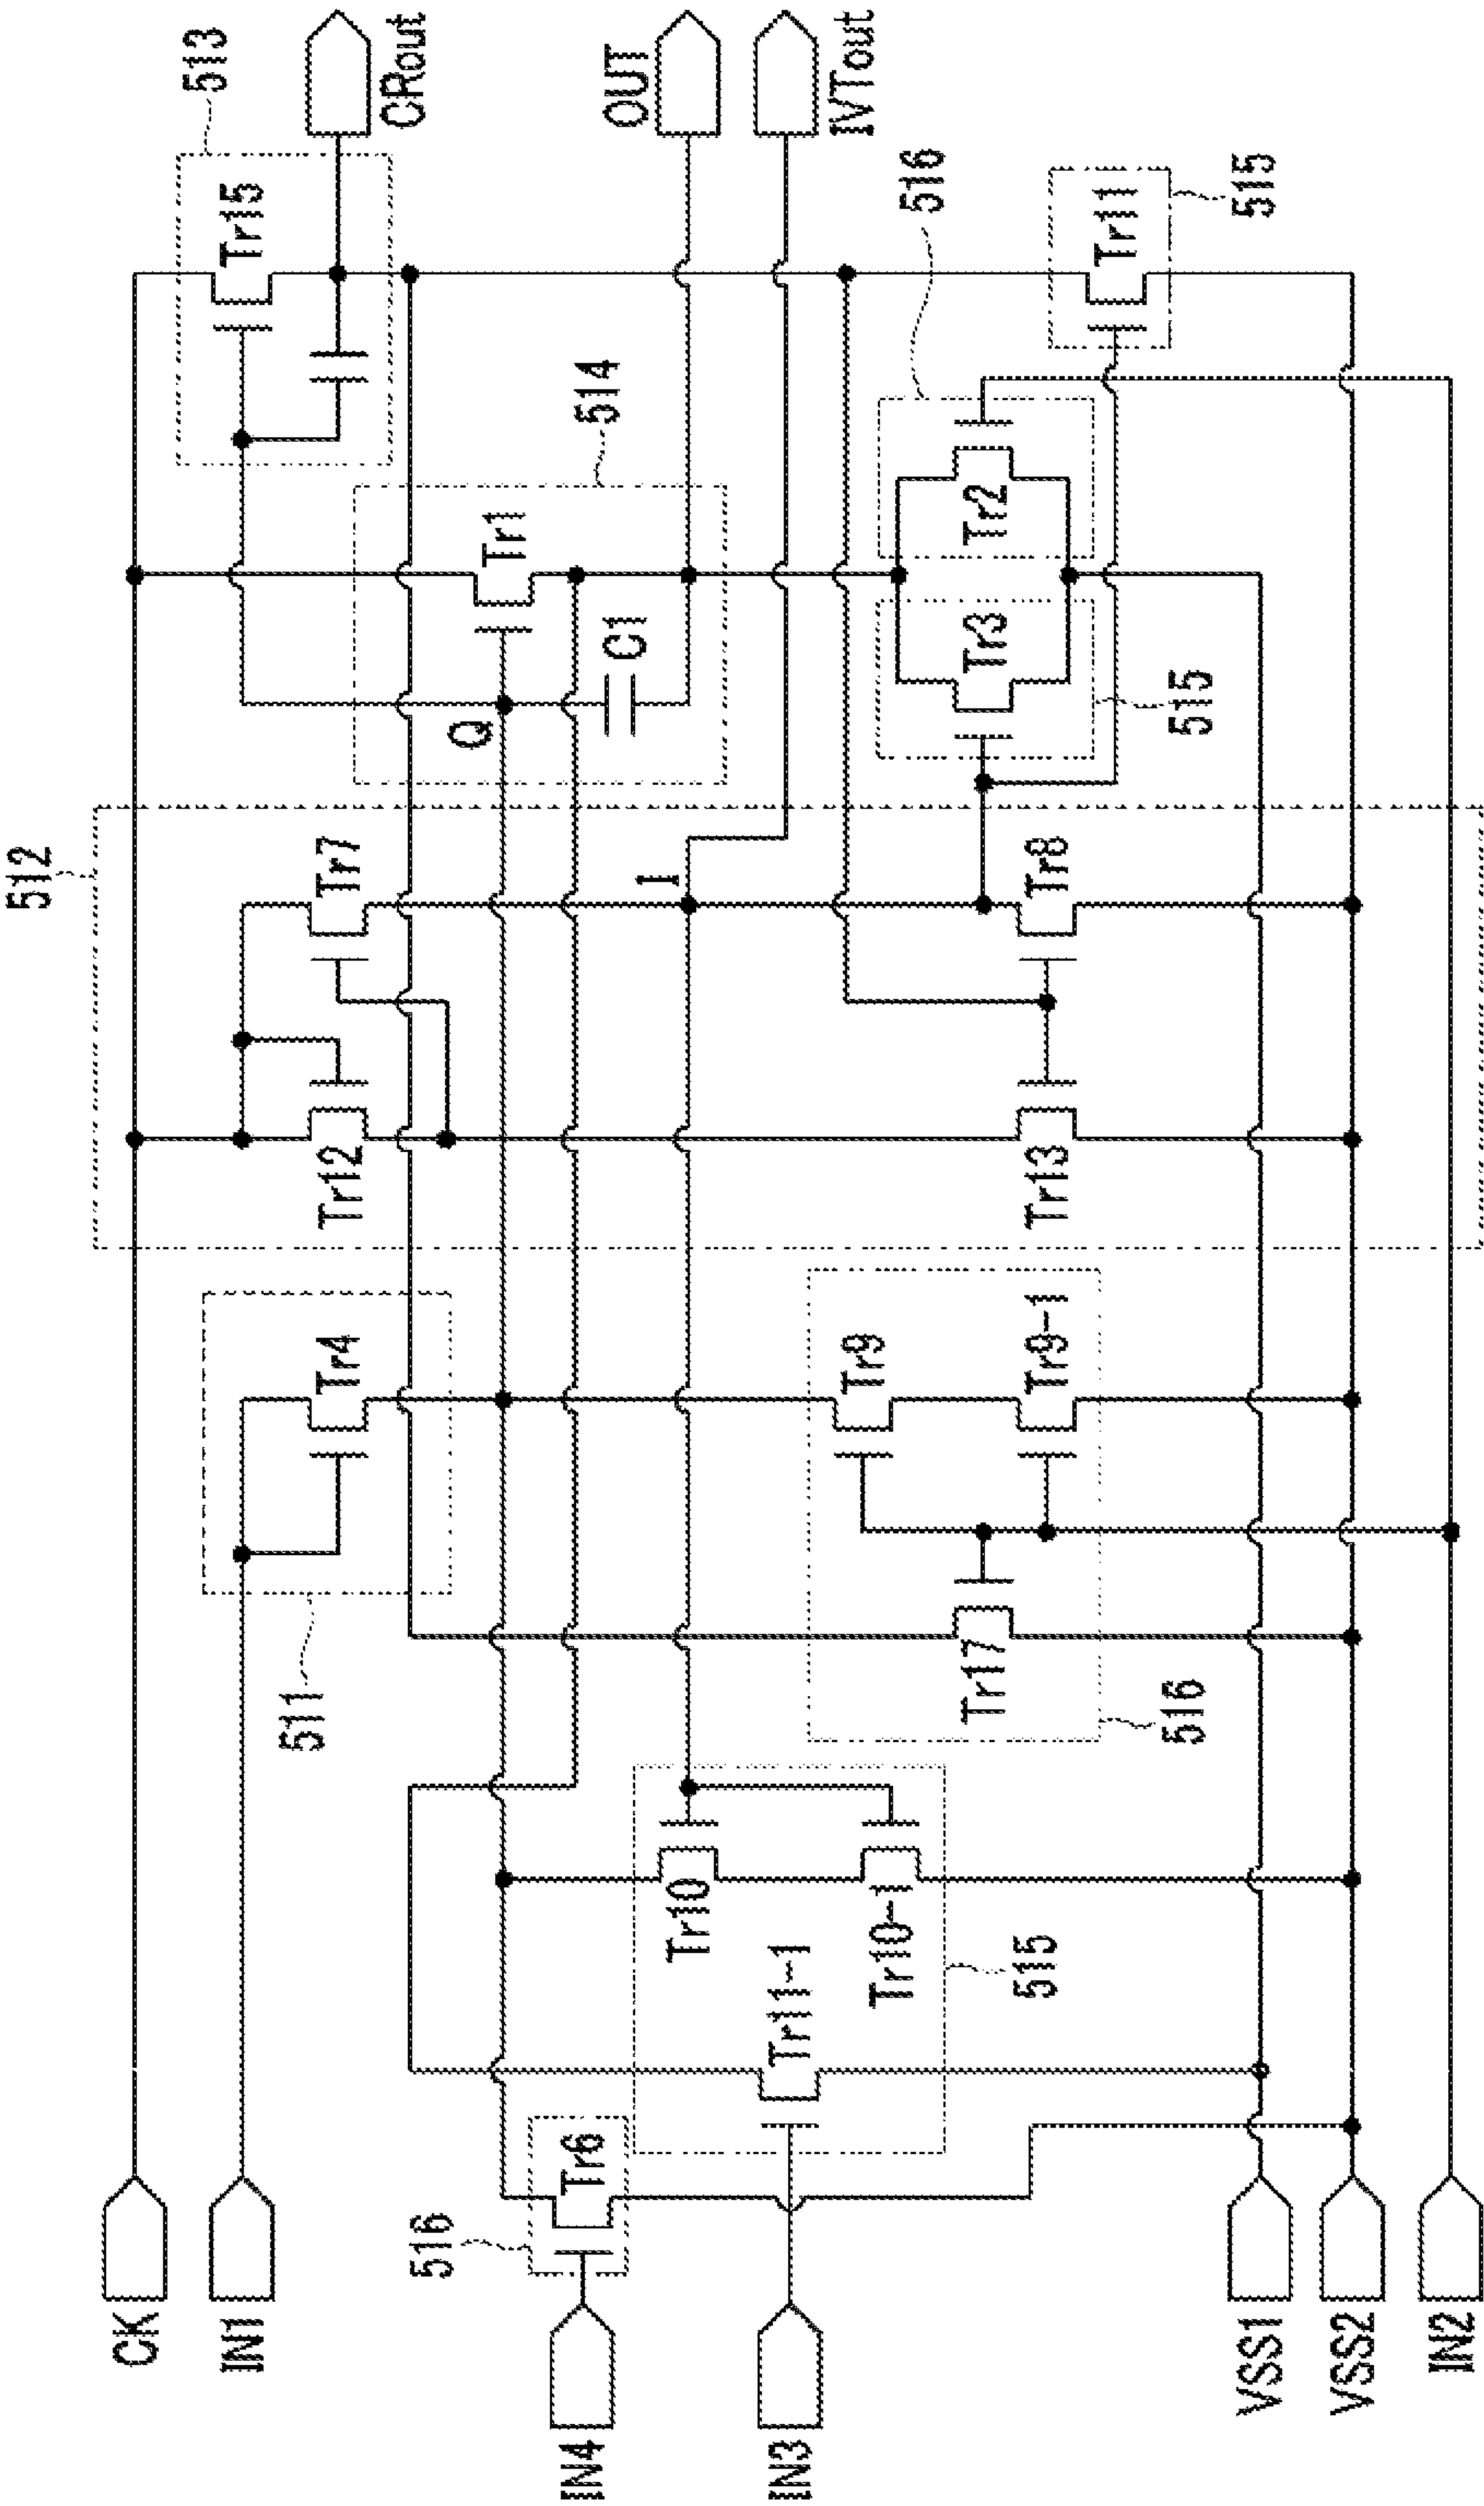 CK
IN1
IN4
IN3
VSS1
VSS2
IN2
516
Tr6
Tr11-1
Tr10
Tr10-1
515
511
Tr4
Tr17
Tr9
Tr9-1
516
512
Tr12
Tr7
I
Tr13
Tr8
Q
514
Tr1
C1
Tr3
515
Tr2
516
513
Tr15
Tr11
515
CRout
OUT
IVTout